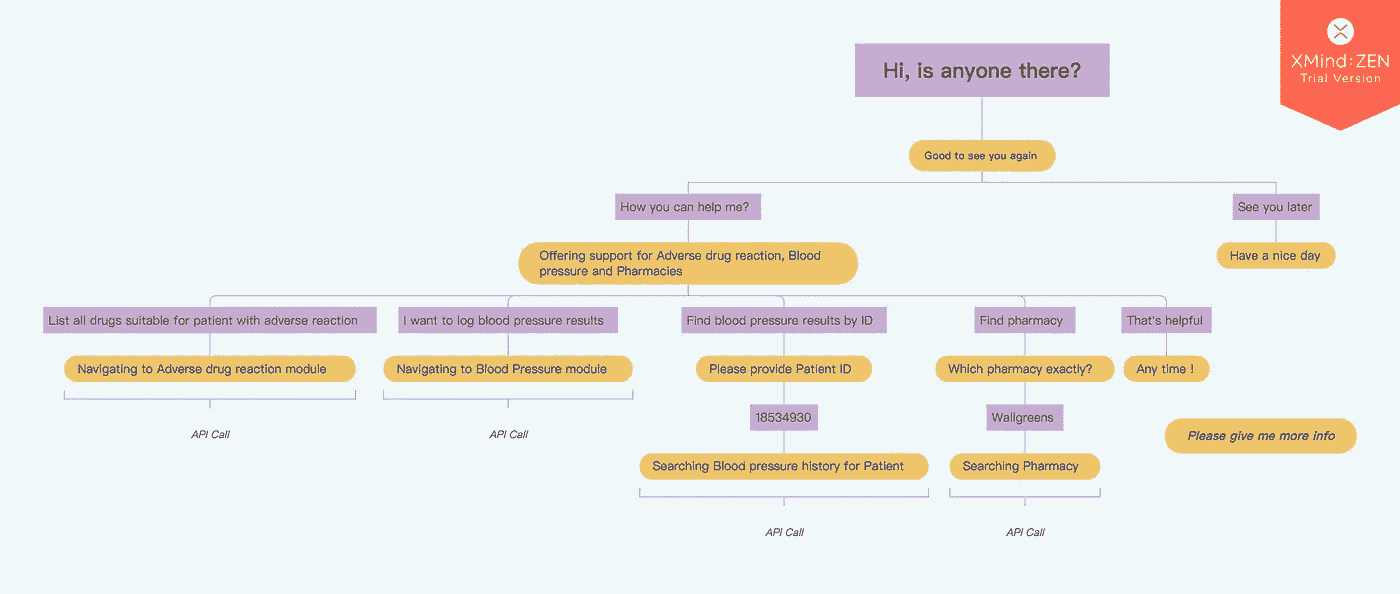 XMind:ZEN
Trial Version
Hi, is anyone there?
Good to see you again
How you can help me?
See you later
Offering support for Adverse drug reaction, Blood
pressure and Pharmacies
Have a nice day
List all drugs suitable for patient with adverse reaction
I want to log blood pressure results
Find blood pressure results by ID
Find pharmacy
That's helpful
Navigating to Adverse drug reaction module
Navigating to Blood Pressure module
Please provide Patient ID
Which pharmacy exactly?
Any time !
18534930
Wallgreens
API Call
API Call
Please give me more info
Searching Blood pressure history for Patient
Searching Pharmacy
API Call
API Call